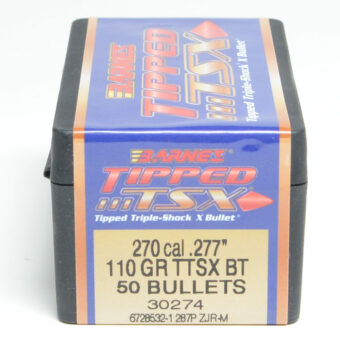 BARNES
TIPPED
TSX
Tipped Triple-Shock X Bullet
BARNES
TIPPED
TSX
Tipped Triple-Shock X Bullet®
270 cal .277"
110 GR TTSX BT
50 BULLETS
30274
6728632-1 287P ZJR-M